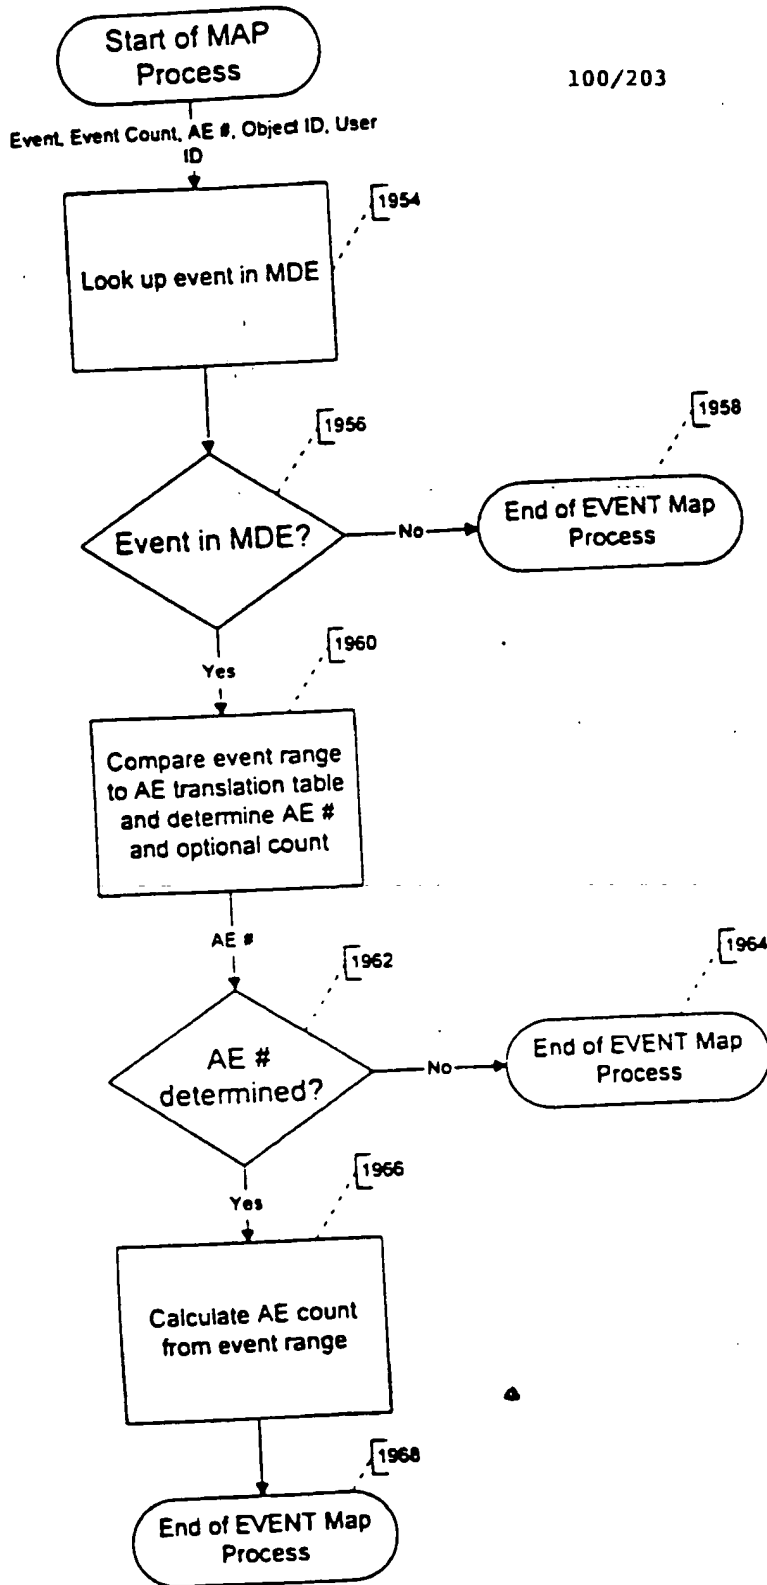 Start of MAP
Process
100/203
Event, Event Count, AE #, Object ID, User
ID
1954
Look up event in MDE
1956
1958
Event in MDE?
No
End of EVENT Map
Process
Yes
1960
Compare event range
to AE translation table
and determine AE #
and optional count
AE #
1962
1964
AE #
determined?
No
End of EVENT Map
Process
Yes
1966
Calculate AE count
from event range
1968
End of EVENT Map
Process